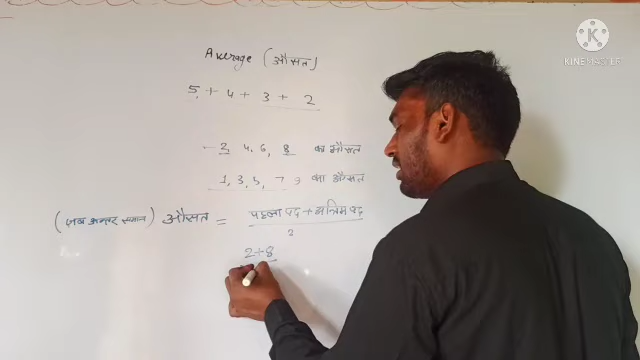 Average (औसत)
5 + 4 + 3 + 2
2, 4, 6, 8 का औसत
1, 3, 5, 7, 9 का औसत
(जब अन्तर समान) औसत = पहला पद + अन्तिम पद
2
2+8
KINEMASTER